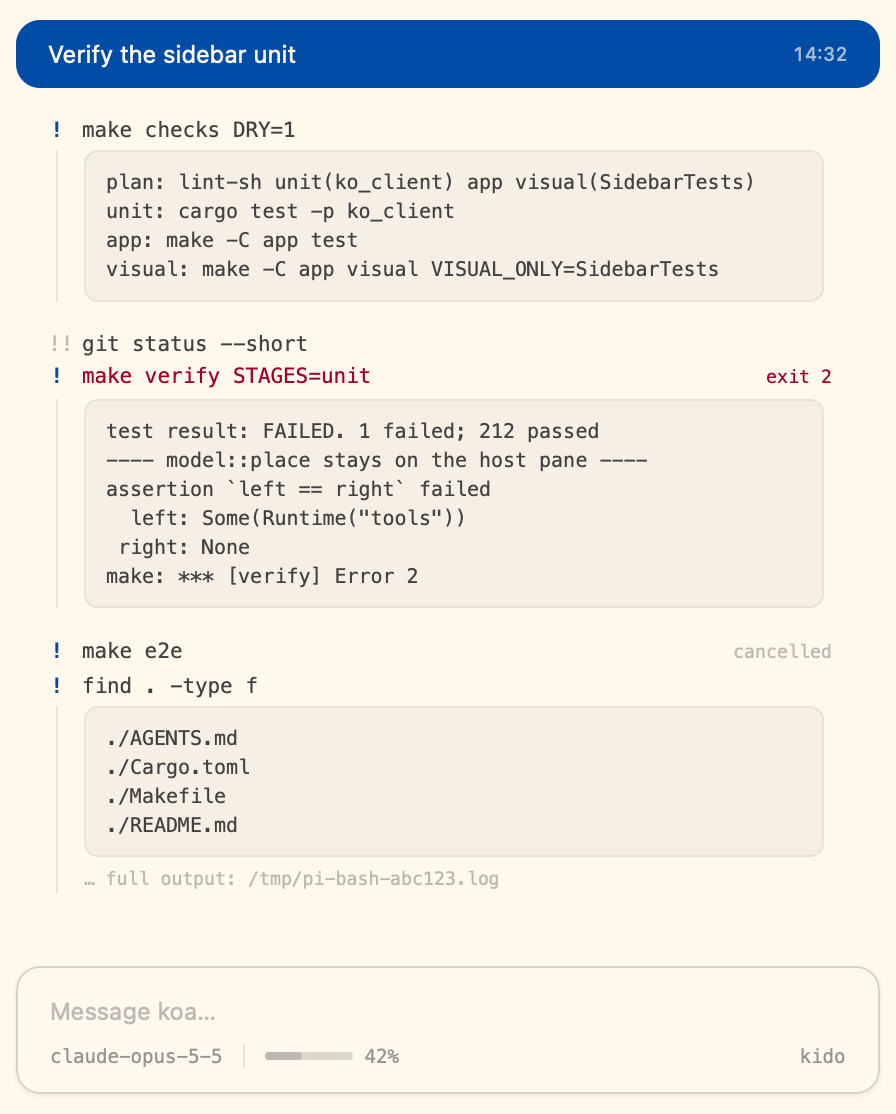 Verify the sidebar unit 14:32
! make checks DRY=1
plan: lint-sh unit(ko_client) app visual(SidebarTests)
unit: cargo test -p ko_client
app: make -C app test
visual: make -C app visual VISUAL_ONLY=SidebarTests
!! git status --short
! make verify STAGES=unit exit 2
test result: FAILED. 1 failed; 212 passed
---- model::place stays on the host pane ----
assertion `left == right` failed
  left: Some(Runtime("tools"))
 right: None
make: *** [verify] Error 2
! make e2e cancelled
! find . -type f
./AGENTS.md
./Cargo.toml
./Makefile
./README.md
… full output: /tmp/pi-bash-abc123.log
Message koa...
claude-opus-5-5 42% kido